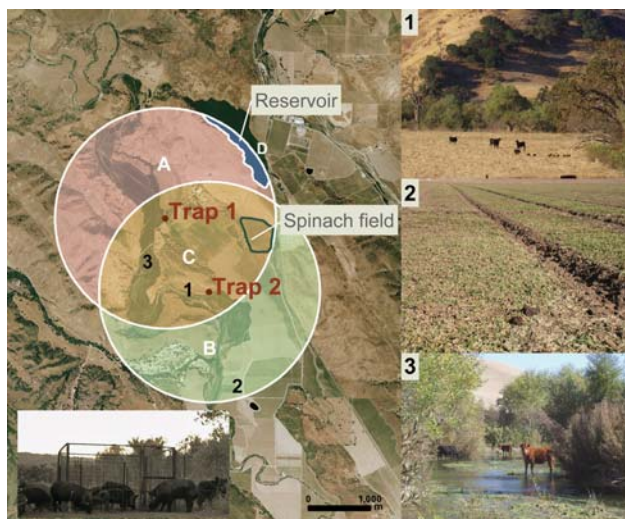 Reservoir
D
A
Trap 1
Spinach field
3
C
1
Trap 2
B
2
0 1,000
m
1
2
3